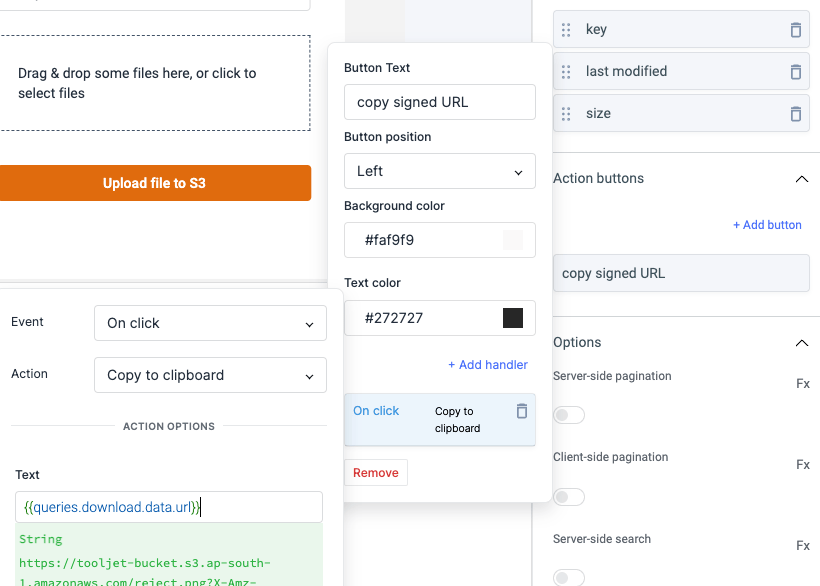 Drag & drop some files here, or click to
select files
Upload file to S3
Event
On click
Action
Copy to clipboard
ACTION OPTIONS
Text
{{queries.download.data.url}}
String
https://tooljet-bucket.s3.ap-south-
1.amazonaws.com/reject.png?X-Amz-
Button Text
copy signed URL
Button position
Left
Background color
#faf9f9
Text color
#272727
+ Add handler
On click
Copy to
clipboard
Remove
key
last modified
size
Action buttons
+ Add button
copy signed URL
Options
Server-side pagination
Fx
Client-side pagination
Fx
Server-side search
Fx